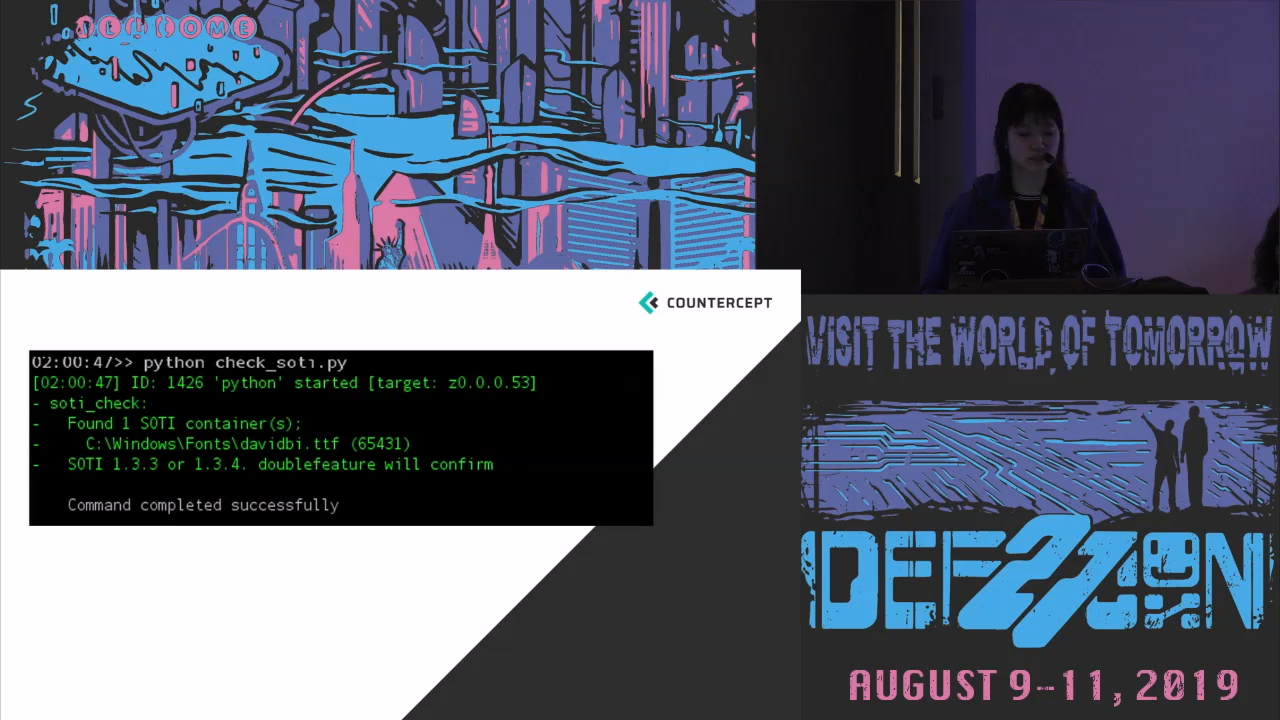 WELCOME
COUNTERCEPT
02:00:47>> python check_soti.py
[02:00:47] ID: 1426 'python' started [target: z0.0.0.53]
- soti_check:
-   Found 1 SOTI container(s);
-     C:\Windows\Fonts\davidbi.ttf (65431)
-   SOTI 1.3.3 or 1.3.4. doublefeature will confirm
Command completed successfully
VISIT THE WORLD OF TOMORROW
DEF 27 CON
AUGUST 9-11, 2019